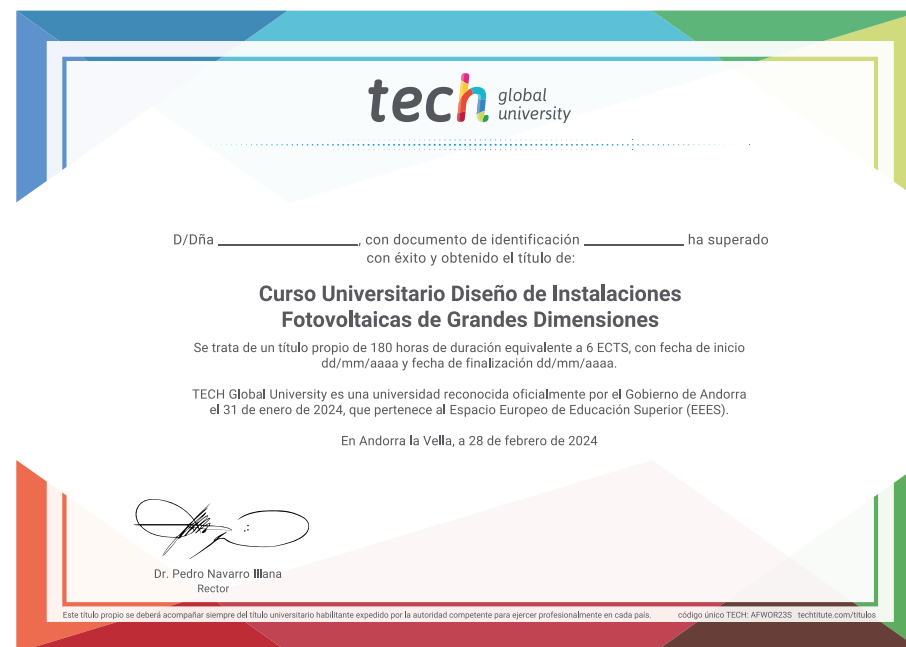 tech global university
D/Dña ______________, con documento de identificación __________ ha superado
con éxito y obtenido el título de:
Curso Universitario Diseño de Instalaciones
Fotovoltaicas de Grandes Dimensiones
Se trata de un título propio de 180 horas de duración equivalente a 6 ECTS, con fecha de inicio
dd/mm/aaaa y fecha de finalización dd/mm/aaaa.
TECH Global University es una universidad reconocida oficialmente por el Gobierno de Andorra
el 31 de enero de 2024, que pertenece al Espacio Europeo de Educación Superior (EEES).
En Andorra la Vella, a 28 de febrero de 2024
Dr. Pedro Navarro Illana
Rector
Este título propio se deberá acompañar siempre del título universitario habilitante expedido por la autoridad competente para ejercer profesionalmente en cada país. código único TECH: AFWOR23S techtitute.com/titulos